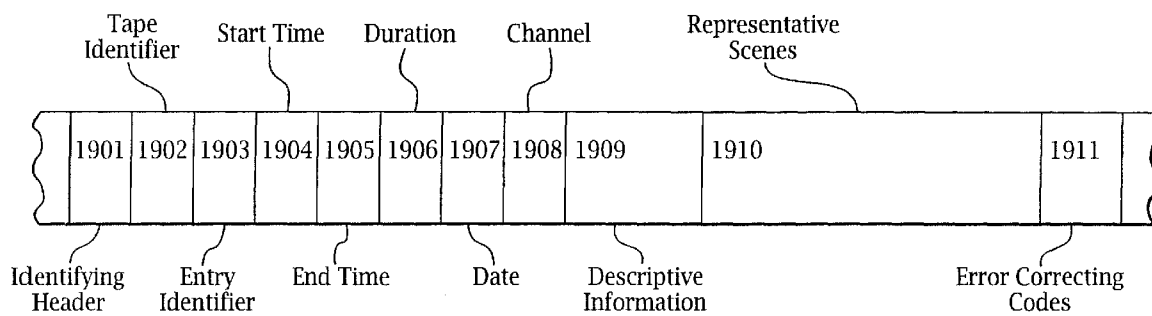 Tape
Identifier
Start Time
Duration
Channel
Representative
Scenes
1901
1902
1903
1904
1905
1906
1907
1908
1909
1910
1911
Identifying
Header
Entry
Identifier
End Time
Date
Descriptive
Information
Error Correcting
Codes